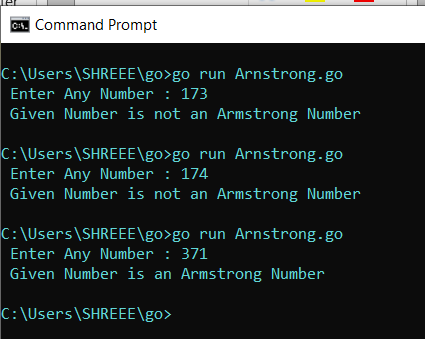 Command Prompt
C:\Users\SHREEE\go>go run Arnstrong.go
Enter Any Number : 173
Given Number is not an Armstrong Number
C:\Users\SHREEE\go>go run Arnstrong.go
Enter Any Number : 174
Given Number is not an Armstrong Number
C:\Users\SHREEE\go>go run Arnstrong.go
Enter Any Number : 371
Given Number is an Armstrong Number
C:\Users\SHREEE\go>